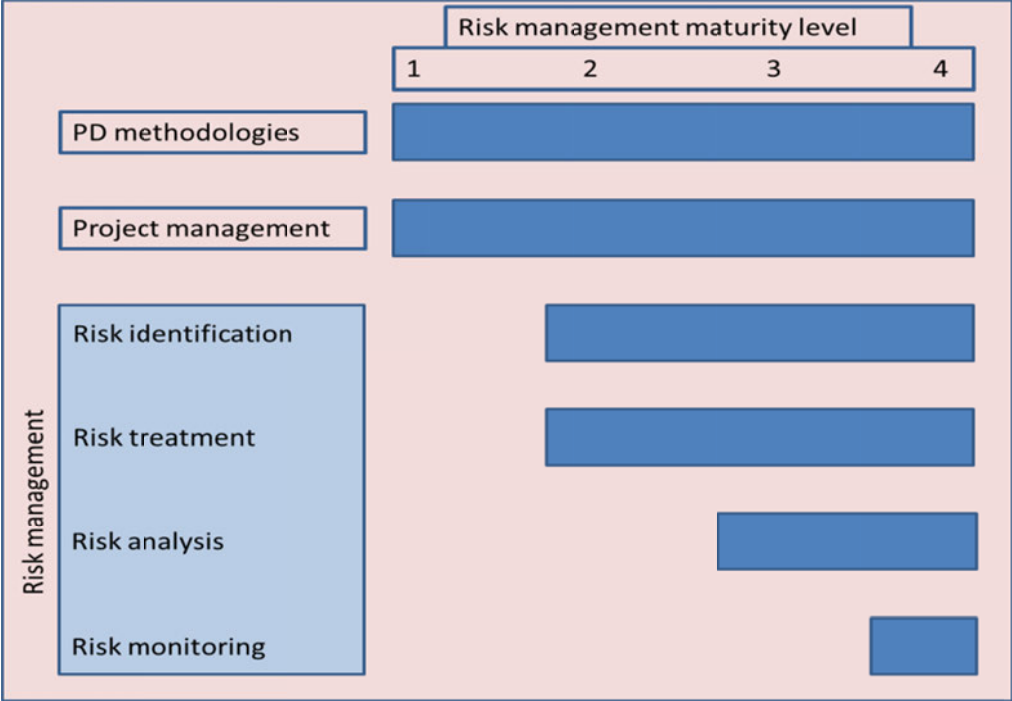 Risk management maturity level
1 2 3 4
PD methodologies
Project management
Risk management
Risk identification
Risk treatment
Risk analysis
Risk monitoring